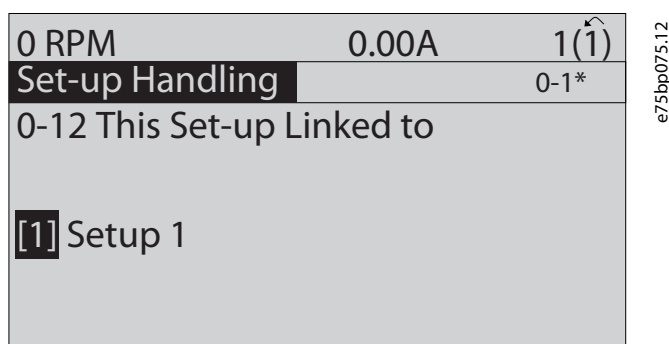 0 RPM 0.00A 1(1)
Set-up Handling 0-1*
0-12 This Set-up Linked to
[1] Setup 1
e75bp075.12